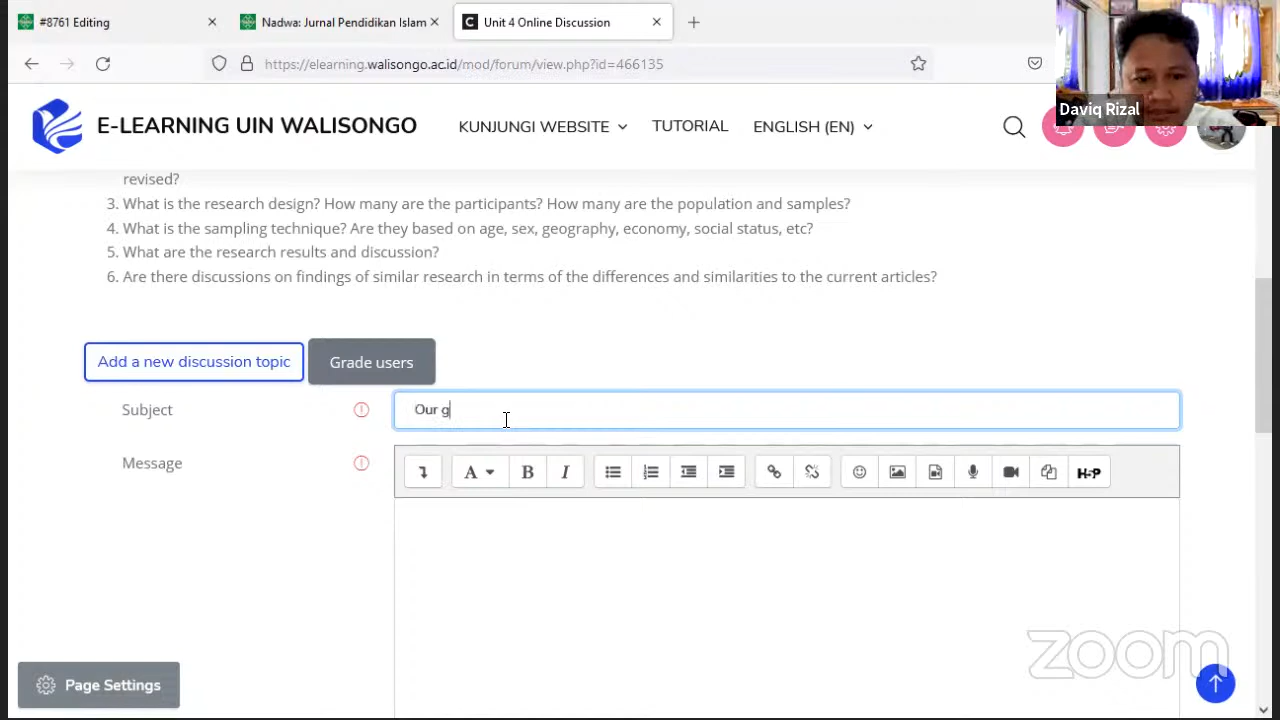 #8761 Editing
Nadwa: Jurnal Pendidikan Islam
Unit 4 Online Discussion
https://elearning.walisongo.ac.id/mod/forum/view.php?id=466135
Daviq Rizal
E-LEARNING UIN WALISONGO
KUNJUNGI WEBSITE
TUTORIAL
ENGLISH (EN)
revised?
3. What is the research design? How many are the participants? How many are the population and samples?
4. What is the sampling technique? Are they based on age, sex, geography, economy, social status, etc?
5. What are the research results and discussion?
6. Are there discussions on findings of similar research in terms of the differences and similarities to the current articles?
Add a new discussion topic
Grade users
Subject
Our g
Message
A
B
I
H-P
zoom
Page Settings